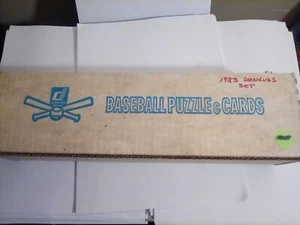 1983 DONRUSS
SET
BASEBALL PUZZLE & CARDS